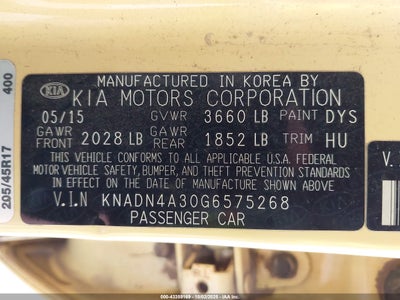 MANUFACTURED IN KOREA BY
KIA KIA MOTORS CORPORATION
05/15 GVWR 3660 LB PAINT DYS
GAWR FRONT 2028 LB GAWR REAR 1852 LB TRIM HU
THIS VEHICLE CONFORMS TO ALL APPLICABLE U.S.A. FEDERAL
MOTOR VEHICLE SAFETY, BUMPER, AND THEFT PREVENTION STANDARDS
IN EFFECT ON THE DATE OF MANUFACTURE SHOWN ABOVE.
V.I.N KNADN4A30G6575268
PASSENGER CAR
205/45R17
400
V.